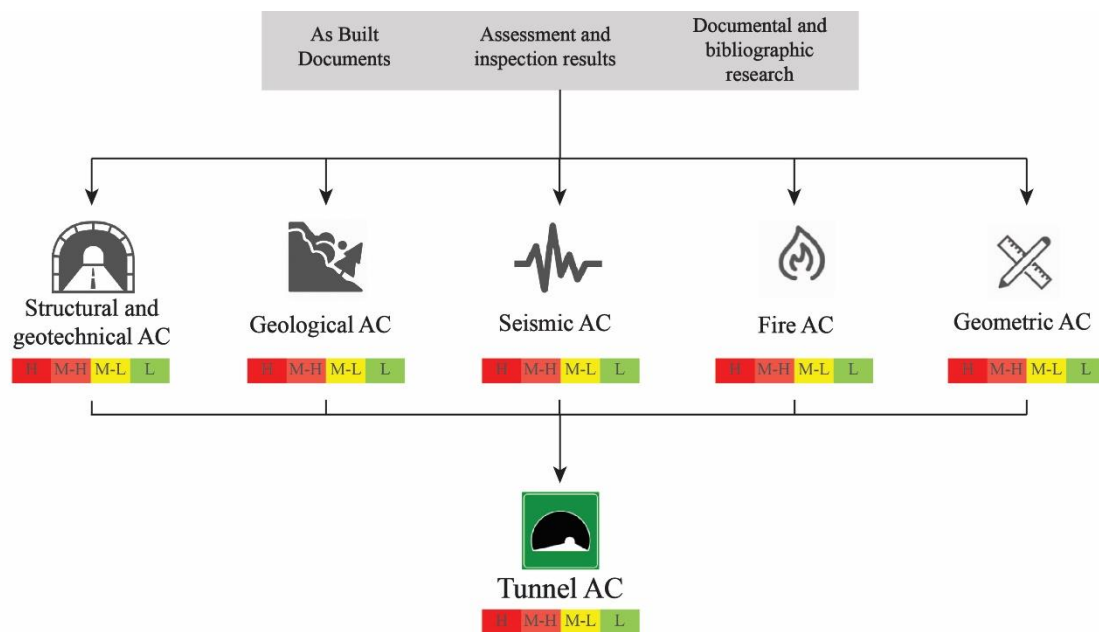 As Built
Documents
Assessment and
inspection results
Documental and
bibliographic
research
Structural and
geotechnical AC
H M-H M-L L
Geological AC
H M-H M-L L
Seismic AC
H M-H M-L L
Fire AC
H M-H M-L L
Geometric AC
H M-H M-L L
Tunnel AC
H M-H M-L L